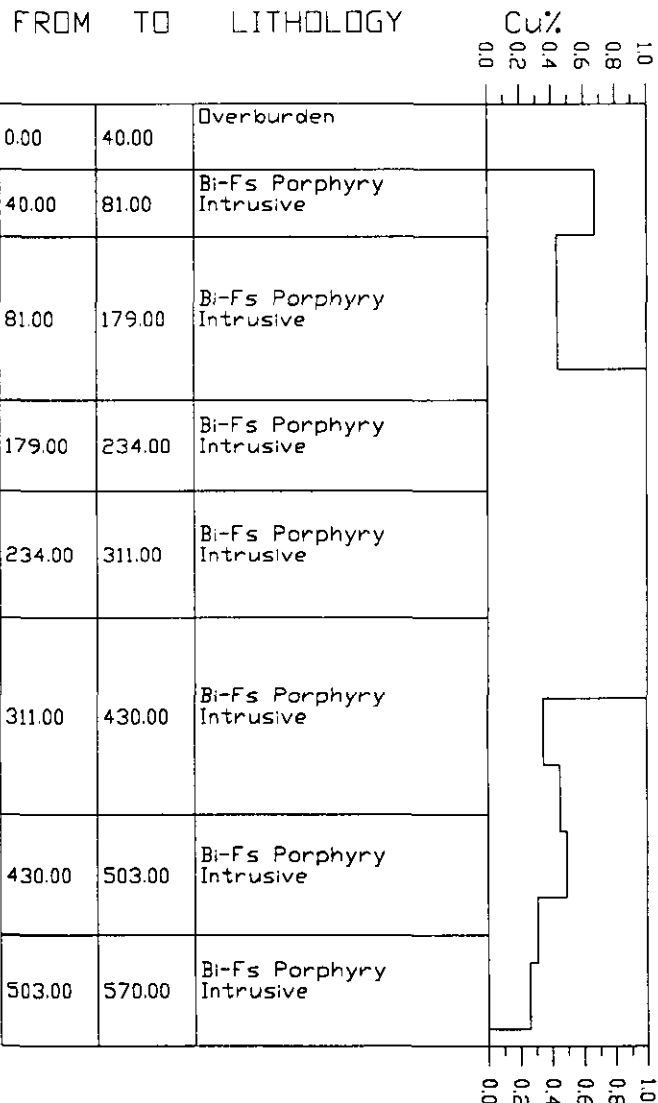 FROM TO LITHOLOGY Cu%
0.0 0.2 0.4 0.6 0.8 1.0
0.00 40.00 Overburden
40.00 81.00 Bi-Fs Porphyry
Intrusive
81.00 179.00 Bi-Fs Porphyry
Intrusive
179.00 234.00 Bi-Fs Porphyry
Intrusive
234.00 311.00 Bi-Fs Porphyry
Intrusive
311.00 430.00 Bi-Fs Porphyry
Intrusive
430.00 503.00 Bi-Fs Porphyry
Intrusive
503.00 570.00 Bi-Fs Porphyry
Intrusive
0.0 0.2 0.4 0.6 0.8 1.0